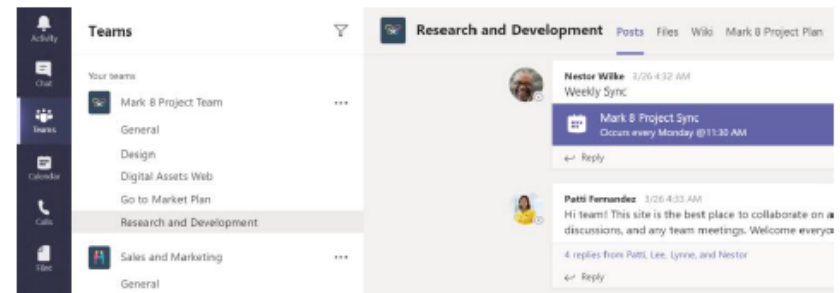 Activity
Chat
Teams
Calendar
Calls
Files
Teams
Your teams
Mark 8 Project Team
General
Design
Digital Assets Web
Go to Market Plan
Research and Development
Sales and Marketing
General
Research and Development Posts Files Wiki Mark 8 Project Plan
Nestor Wilke 3/26 4:32 AM
Weekly Sync
Mark 8 Project Sync
Occurs every Monday @11:30 AM
Reply
Patti Fernandez 3/26 4:33 AM
Hi team! This site is the best place to collaborate on
discussions, and any team meetings. Welcome
4 replies from Patti, Lee, Lynne, and Nestor
Reply